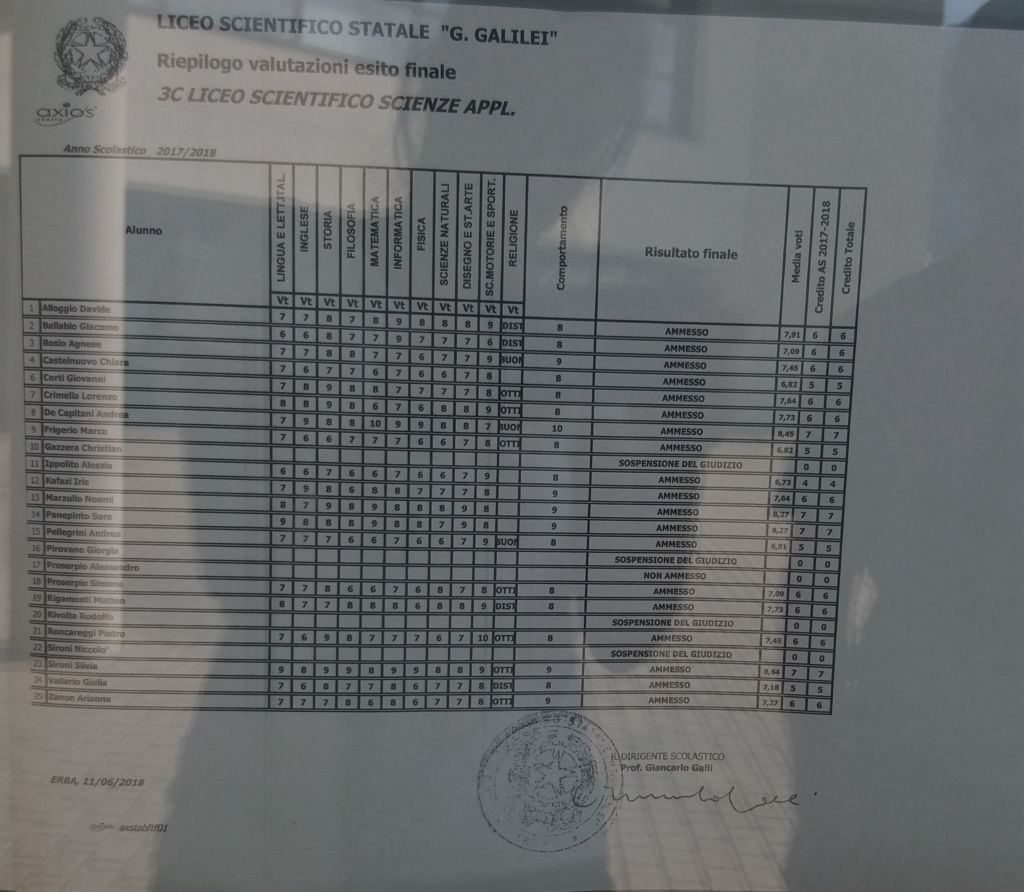 LICEO SCIENTIFICO STATALE "G. GALILEI"
Riepilogo valutazioni esito finale
3C LICEO SCIENTIFICO SCIENZE APPL.
axios
Anno Scolastico 2017/2018
Alunno LINGUA E LETT.ITAL. INGLESE STORIA FILOSOFIA MATEMATICA INFORMATICA FISICA SCIENZE NATURALI DISEGNO E ST.ARTE SC.MOTORIE E SPORT. RELIGIONE Comportamento Risultato finale Media voti Credito AS 2017-2018 Credito Totale
Vt Vt Vt Vt Vt Vt Vt Vt Vt Vt Vt
1 Alloggio Davide 7 7 8 7 8 9 8 8 8 9 DIST 8 AMMESSO 7,91 6 6
2 Ballabio Giacomo 6 6 8 7 7 9 7 7 7 6 DIST 8 AMMESSO 7,09 6 6
3 Bosio Agnese 7 7 8 8 7 7 6 7 7 9 BUON 9 AMMESSO 7,45 6 6
4 Castelnuovo Chiara 7 6 7 7 6 7 6 6 7 8 8 AMMESSO 6,82 5 5
6 Corti Giovanni 7 8 9 8 8 7 7 7 7 8 OTTI 8 AMMESSO 7,64 6 6
7 Crimella Lorenzo 8 8 9 8 6 7 6 8 8 9 OTTI 8 AMMESSO 7,73 6 6
8 De Capitani Andrea 7 9 8 8 10 9 9 8 8 7 BUON 10 AMMESSO 8,45 7 7
9 Frigerio Marco 7 6 6 7 7 7 6 6 7 8 OTTI 8 AMMESSO 6,82 5 5
10 Gazzera Christian SOSPENSIONE DEL GIUDIZIO 0 0
11 Ippolito Alessia 6 6 7 6 6 7 6 6 7 9 8 AMMESSO 6,73 4 4
12 Kafazi Iris 7 9 8 6 8 8 7 7 7 8 9 AMMESSO 7,64 6 6
13 Marzullo Noemi 8 7 9 8 9 8 8 8 9 8 9 AMMESSO 8,27 7 7
14 Panepinto Sara 9 8 8 8 9 8 8 7 9 8 9 AMMESSO 8,27 7 7
15 Pellegrini Andrea 7 7 7 6 6 7 6 6 7 9 BUON 8 AMMESSO 6,91 5 5
16 Pirovano Giorgia SOSPENSIONE DEL GIUDIZIO 0 0
17 Proserpio Alessandro NON AMMESSO 0 0
18 Proserpio Simone 7 7 8 6 6 7 6 8 7 8 OTTI 8 AMMESSO 7,09 6 6
19 Rigamonti Matteo 8 7 7 8 8 8 6 8 8 9 DIST 8 AMMESSO 7,73 6 6
20 Rivolta Rodolfo SOSPENSIONE DEL GIUDIZIO 0 0
21 Roncareggi Pietro 7 6 9 8 7 7 7 6 7 10 OTTI 8 AMMESSO 7,45 6 6
22 Sironi Niccolo' SOSPENSIONE DEL GIUDIZIO 0 0
23 Sironi Silvia 9 8 9 9 8 9 9 8 8 9 OTTI 9 AMMESSO 8,64 7 7
24 Vallario Giulia 7 6 8 7 7 8 6 7 7 8 DIST 8 AMMESSO 7,18 5 5
25 Zanon Arianna 7 7 7 8 6 8 6 7 7 8 OTTI 9 AMMESSO 7,27 6 6
IL DIRIGENTE SCOLASTICO
Prof. Giancarlo Galli
ERBA, 11/06/2018
axios axstabftf01